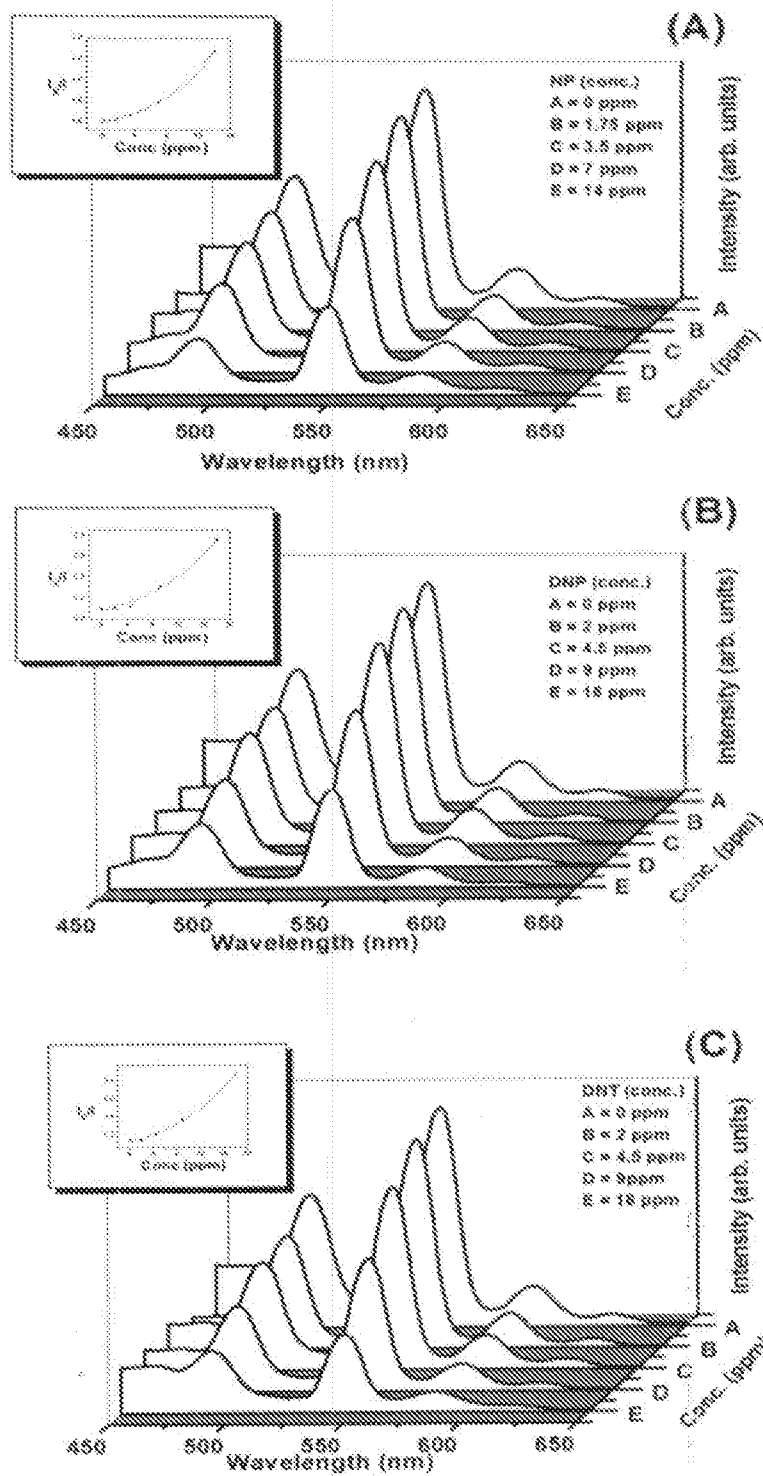 (A)
Conc (ppm)
NP (conc.)
A = 0 ppm
B = 1.75 ppm
C = 3.5 ppm
D = 7 ppm
E = 14 ppm
Intensity (arb. units)
A
B
C
D
E
Conc. (ppm)
450 500 550 600 650
Wavelength (nm)
(B)
Conc (ppm)
DNP (conc.)
A = 0 ppm
B = 2 ppm
C = 4.5 ppm
D = 9 ppm
E = 18 ppm
Intensity (arb. units)
A
B
C
D
E
Conc. (ppm)
450 500 550 600 650
Wavelength (nm)
(C)
Conc (ppm)
DNT (conc.)
A = 0 ppm
B = 2 ppm
C = 4.5 ppm
D = 9ppm
E = 18 ppm
Intensity (arb. units)
A
B
C
D
E
Conc. (ppm)
450 500 550 600 650
Wavelength (nm)